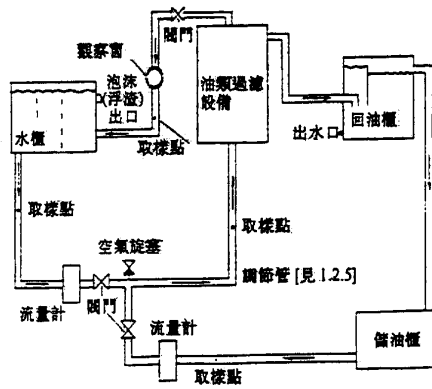 閥門
觀察窗
泡沫
(浮渣)
出口
油類過濾
設備
水櫃
取樣點
出水口
回油櫃
取樣點
取樣點
空氣旋塞
調節管 [見1.2.5]
流量計
閥門
流量計
儲油櫃
取樣點